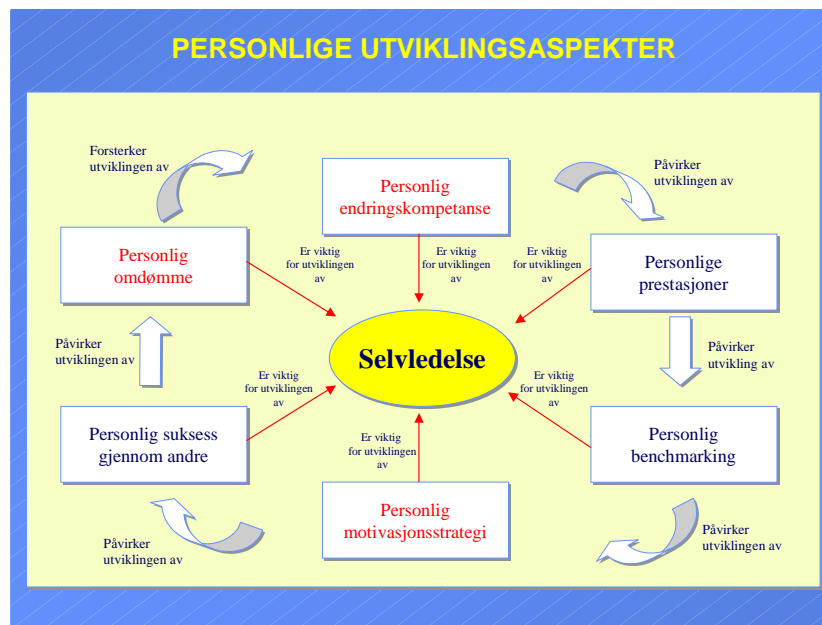 PERSONLIGE UTVIKLINGSASPEKTER
Forsterker
utviklingen av
Personlig
endringskompetanse
Påvirker
utviklingen av
Personlig
omdømme
Er viktig
for utviklingen
av
Er viktig
for utviklingen
av
Er viktig
for utviklingen
av
Personlige
prestasjoner
Påvirker
utviklingen av
Selvledelse
Påvirker
utvikling av
Er viktig
for utviklingen
av
Er viktig
for utviklingen
av
Personlig suksess
gjennom andre
Er viktig
for utviklingen
av
Personlig
benchmarking
Personlig
motivasjonsstrategi
Påvirker
utviklingen av
Påvirker
utviklingen av